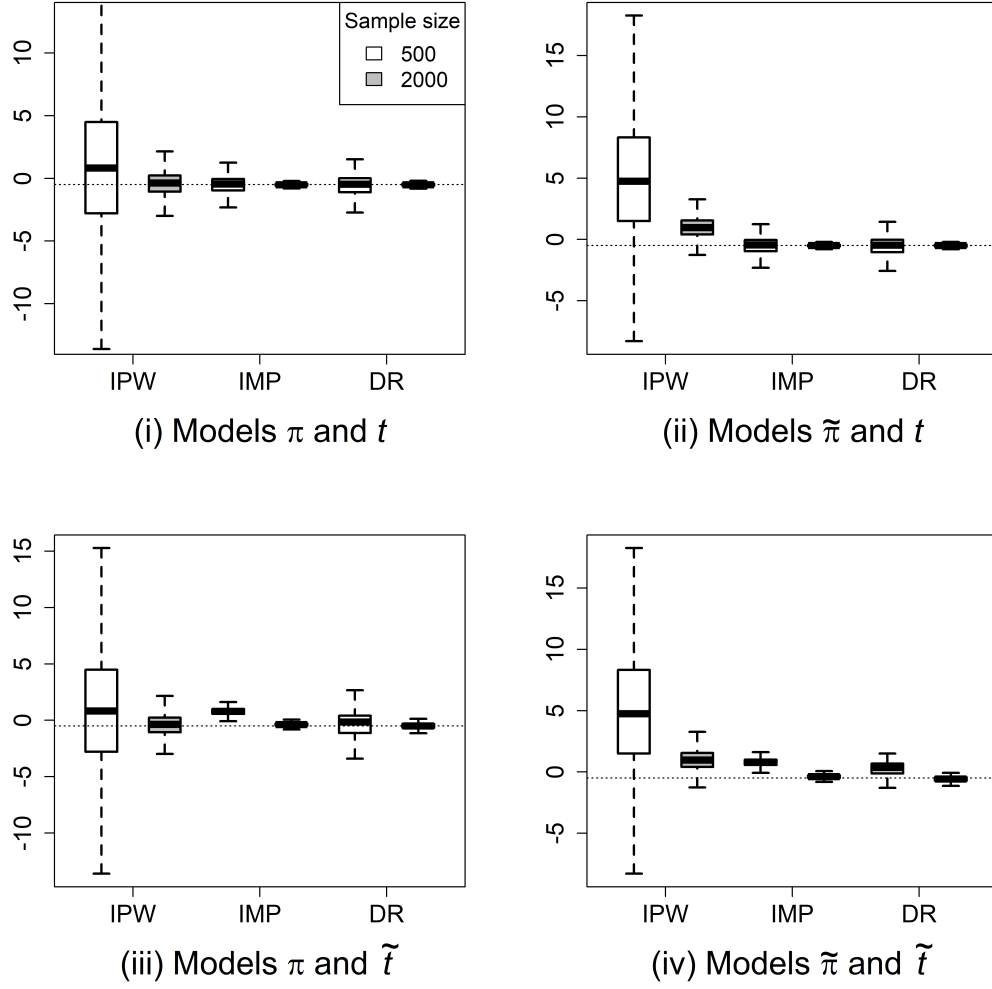 Sample size
500
2000
10
5
0
-5
-10
IPW IMP DR
(i) Models π and t
15
10
5
0
-5
IPW IMP DR
(ii) Models π̃ and t
15
10
5
0
-5
-10
IPW IMP DR
(iii) Models π and t̃
15
10
5
0
-5
IPW IMP DR
(iv) Models π̃ and t̃